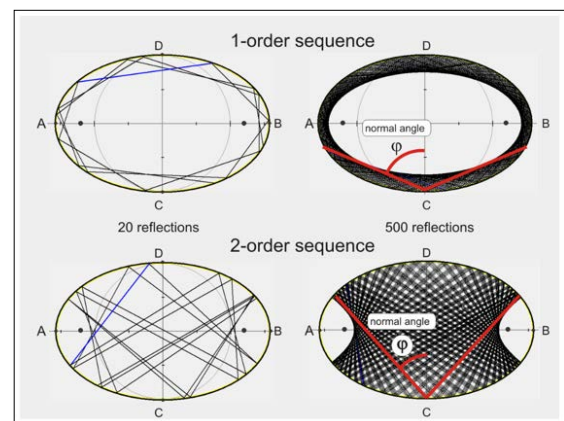 D D
1-order sequence
A B A B
normal angle
φ
C C
20 reflections 500 reflections
2-order sequence
D D
A B A B
normal angle
φ
C C